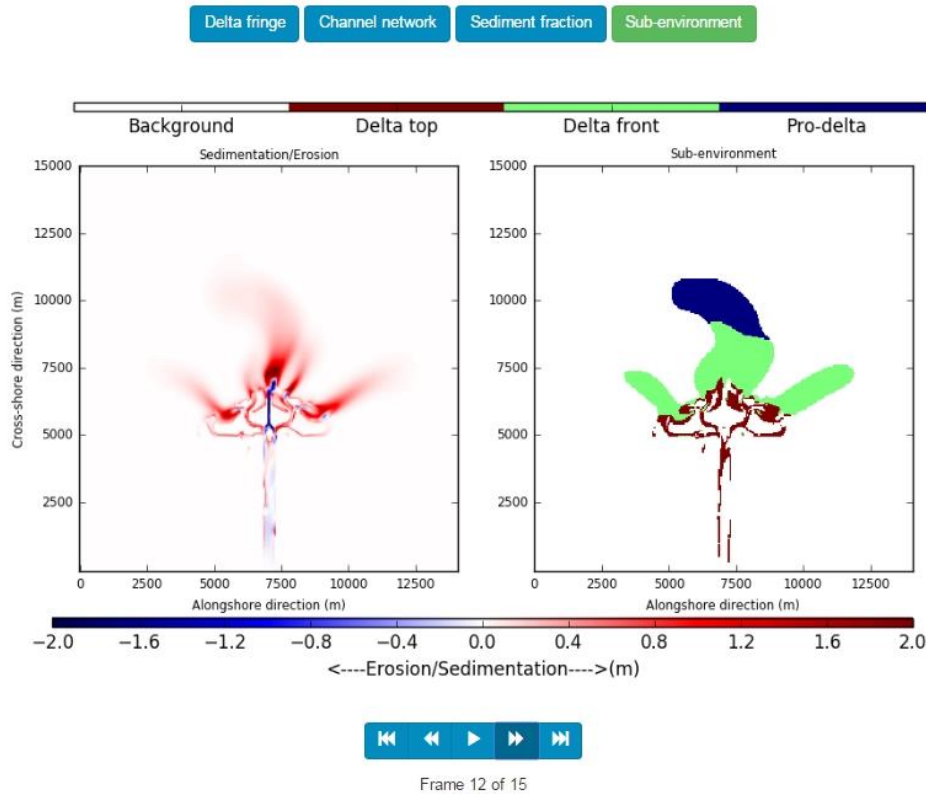 Delta fringe Channel network Sediment fraction Sub-environment
Background Delta top Delta front Pro-delta
Sedimentation/Erosion Sub-environment
15000 15000
12500 12500
10000 10000
7500 7500
5000 5000
2500 2500
Cross-shore direction (m)
0 2500 5000 7500 10000 12500 0 2500 5000 7500 10000 12500
Alongshore direction (m) Alongshore direction (m)
−2.0 −1.6 −1.2 −0.8 −0.4 0.0 0.4 0.8 1.2 1.6 2.0
<----Erosion/Sedimentation---->(m)
Frame 12 of 15